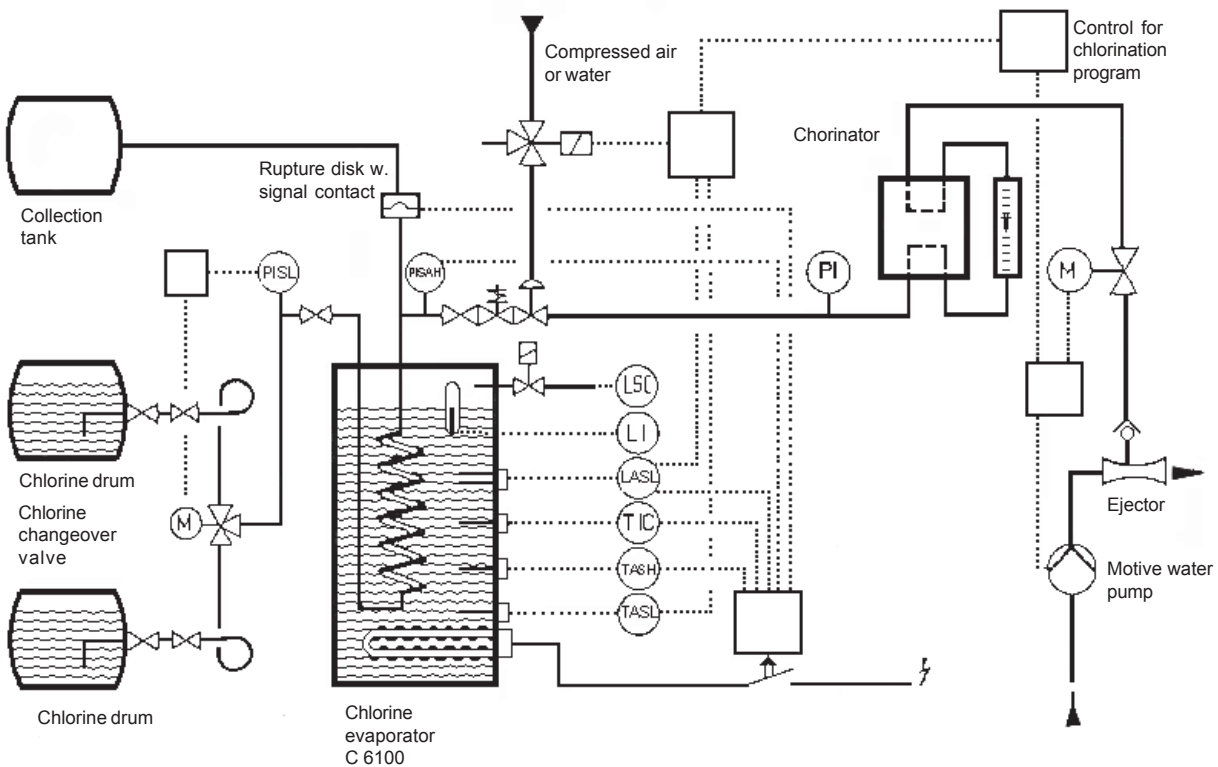 Compressed air
or water
Control for
chlorination
program
Chorinator
Rupture disk w.
signal contact
Collection
tank
PISL
PISAH
PI
M
LSC
LI
LASL
TIC
TASH
TASL
Chlorine drum
Chlorine
changeover
valve
M
Ejector
Motive water
pump
Chlorine drum
Chlorine
evaporator
C 6100